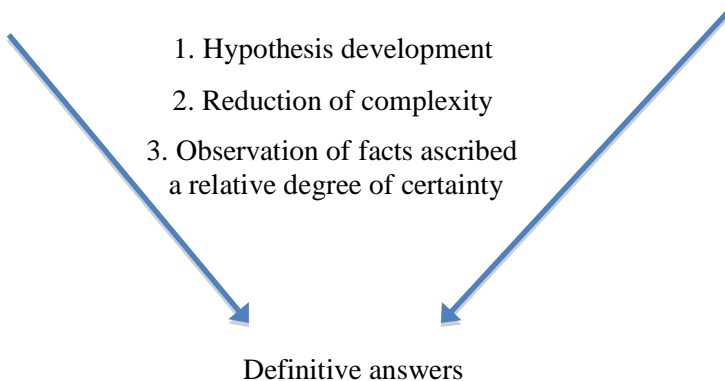 1. Hypothesis development
2. Reduction of complexity
3. Observation of facts ascribed
a relative degree of certainty
Definitive answers